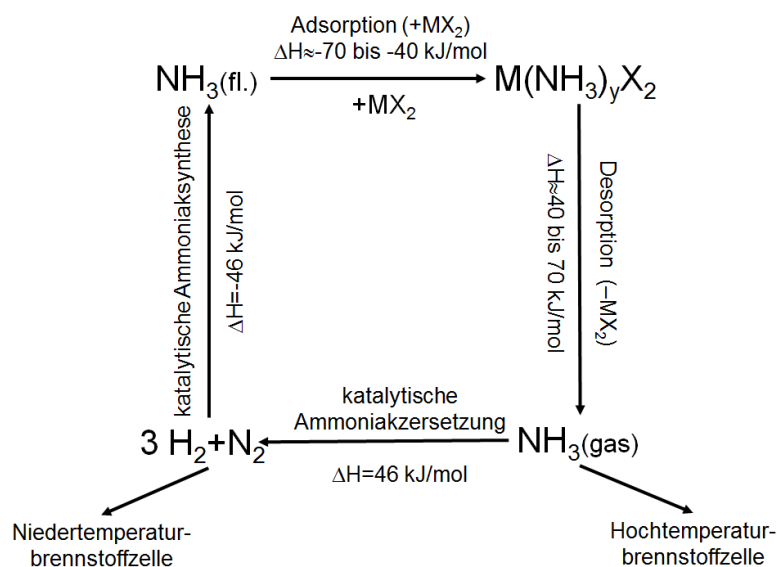 Adsorption (+MX₂)
ΔH≈-70 bis -40 kJ/mol
NH₃(fl.)
+MX₂
M(NH₃)yX₂
katalytische Ammoniaksynthese
ΔH=-46 kJ/mol
ΔH≈40 bis 70 kJ/mol
Desorption (–MX₂)
katalytische
Ammoniakzersetzung
3 H₂+N₂
NH₃(gas)
ΔH=46 kJ/mol
Niedertemperatur-
brennstoffzelle
Hochtemperatur-
brennstoffzelle